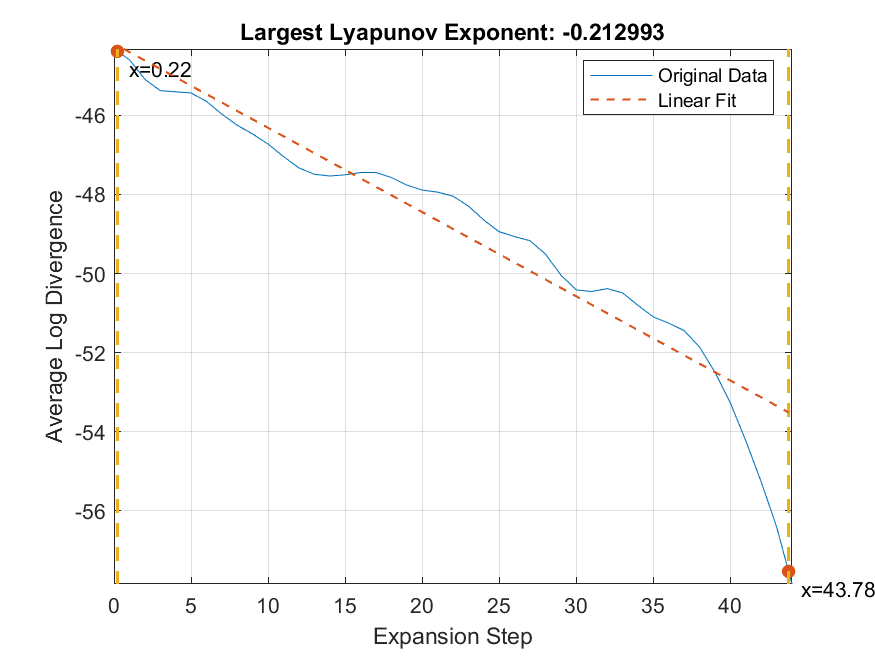 Largest Lyapunov Exponent: -0.212993
Original Data
Linear Fit
x=0.22
-46
-48
-50
-52
-54
-56
Average Log Divergence
x=43.78
0 5 10 15 20 25 30 35 40
Expansion Step